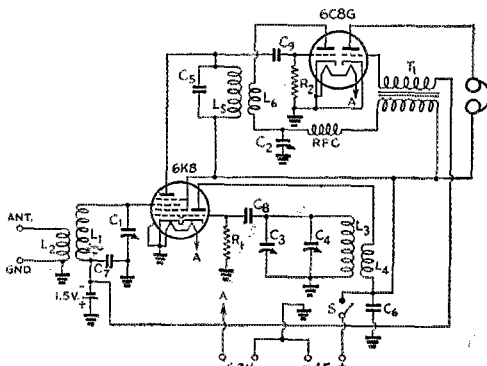 6C8G
C9
C5
L5
L6
R2
A
T1
C2
RFC
6K8
ANT.
L2
L1
C1
C7
GND
1.5V.
- +
A
R1
C8
C3
C4
L3
L4
A
S
C6